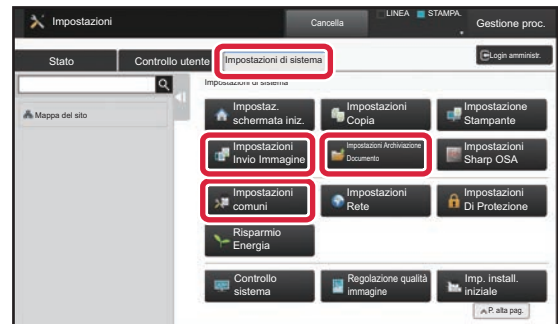 Impostazioni
Cancella
LINEA
STAMPA.
Gestione proc.
Stato
Controllo utente
Impostazioni di sistema
Login amministr.
Impostazioni di sistema
Mappa del sito
Impostaz.
schermata iniz.
Impostazioni
Copia
Impostazione
Stampante
Impostazioni
Invio Immagine
Impostazioni Archiviazione
Documento
Impostazioni
Sharp OSA
Impostazioni
comuni
Impostazioni
Rete
Impostazioni
Di Protezione
Risparmio
Energia
Controllo
sistema
Regolazione qualità
immagine
Imp. install.
iniziale
P. alta pag.